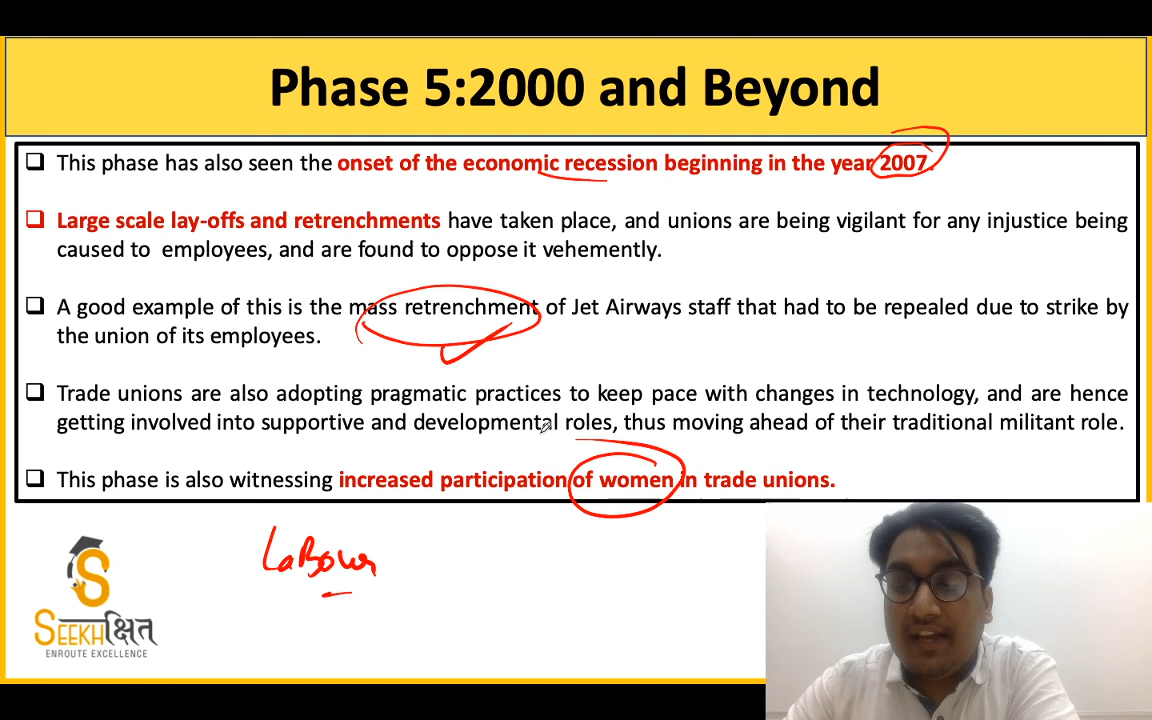 Phase 5:2000 and Beyond
❑ This phase has also seen the onset of the economic recession beginning in the year 2007.
❑ Large scale lay-offs and retrenchments have taken place, and unions are being vigilant for any injustice being
caused to employees, and are found to oppose it vehemently.
❑ A good example of this is the mass retrenchment of Jet Airways staff that had to be repealed due to strike by
the union of its employees.
❑ Trade unions are also adopting pragmatic practices to keep pace with changes in technology, and are hence
getting involved into supportive and developmental roles, thus moving ahead of their traditional militant role.
❑ This phase is also witnessing increased participation of women in trade unions.
Labour
S
SEEKHक्षित
ENROUTE EXCELLENCE